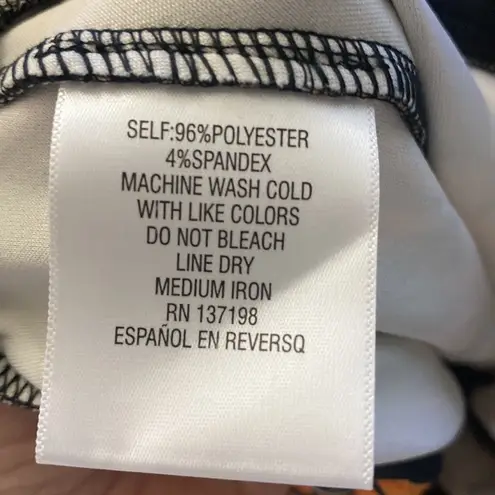 SELF:96%POLYESTER
4%SPANDEX
MACHINE WASH COLD
WITH LIKE COLORS
DO NOT BLEACH
LINE DRY
MEDIUM IRON
RN 137198
ESPAÑOL EN REVERSQ